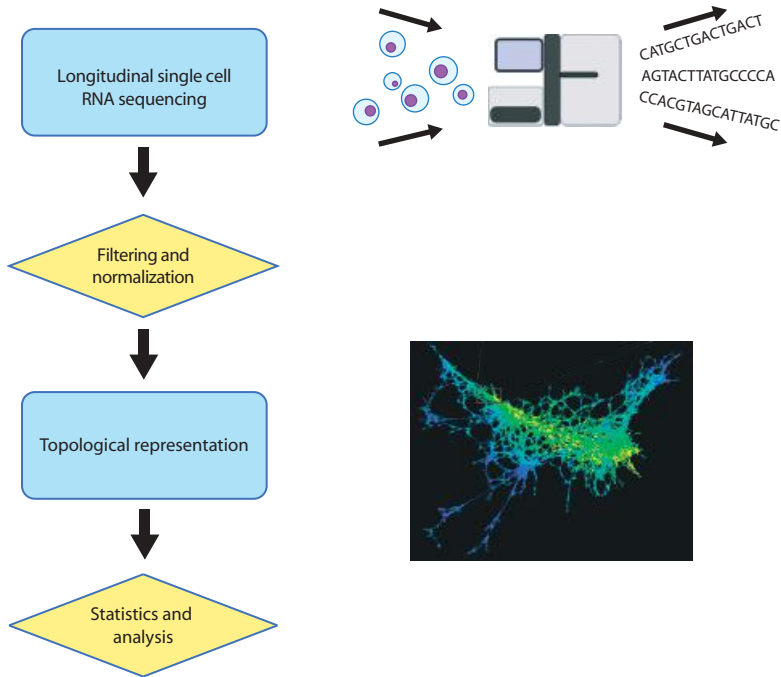 Longitudinal single cell
RNA sequencing
CATGCTGACTGACT
AGTACTTATGCCCCA
CCACGTAGCATTATGC
Filtering and
normalization
Topological representation
Statistics and
analysis